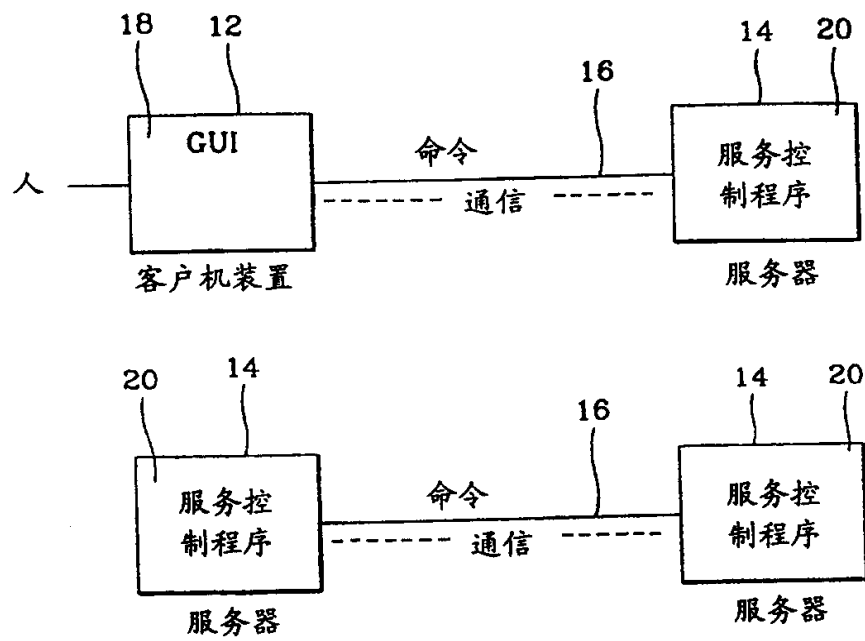 18
12
14
20
16
GUI
命令
服务控
制程序
人
通信
客户机装置
服务器
20
14
14
20
16
服务控
制程序
命令
服务控
制程序
通信
服务器
服务器